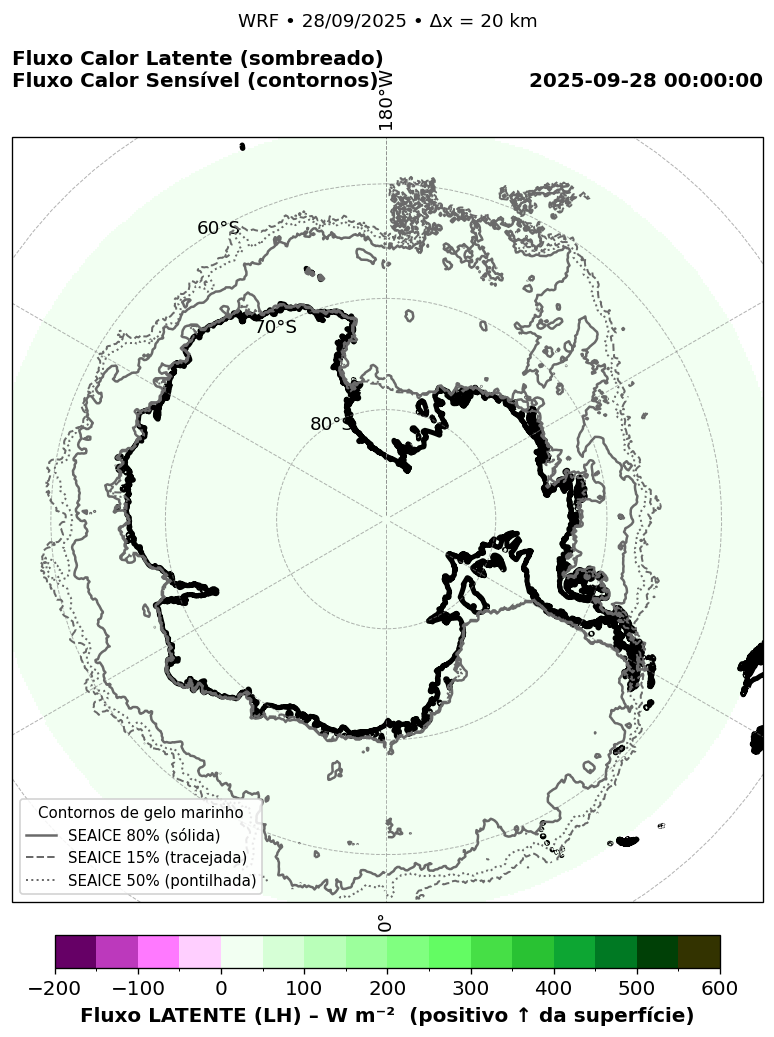 WRF • 28/09/2025 • Δx = 20 km
Fluxo Calor Latente (sombreado)
Fluxo Calor Sensível (contornos)
2025-09-28 00:00:00
180°W
60°S
70°S
80°S
Contornos de gelo marinho
SEAICE 80% (sólida)
SEAICE 15% (tracejada)
SEAICE 50% (pontilhada)
0°
−200 −100 0 100 200 300 400 500 600
Fluxo LATENTE (LH) – W m⁻² (positivo ↑ da superfície)